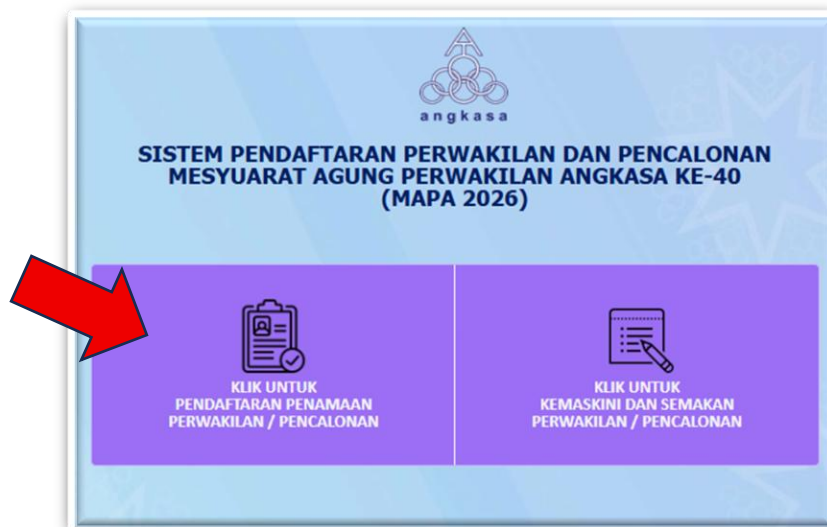 angkasa
SISTEM PENDAFTARAN PERWAKILAN DAN PENCALONAN
MESYUARAT AGUNG PERWAKILAN ANGKASA KE-40
(MAPA 2026)
KLIK UNTUK
PENDAFTARAN PENAMAAN
PERWAKILAN / PENCALONAN
KLIK UNTUK
KEMASKINI DAN SEMAKAN
PERWAKILAN / PENCALONAN